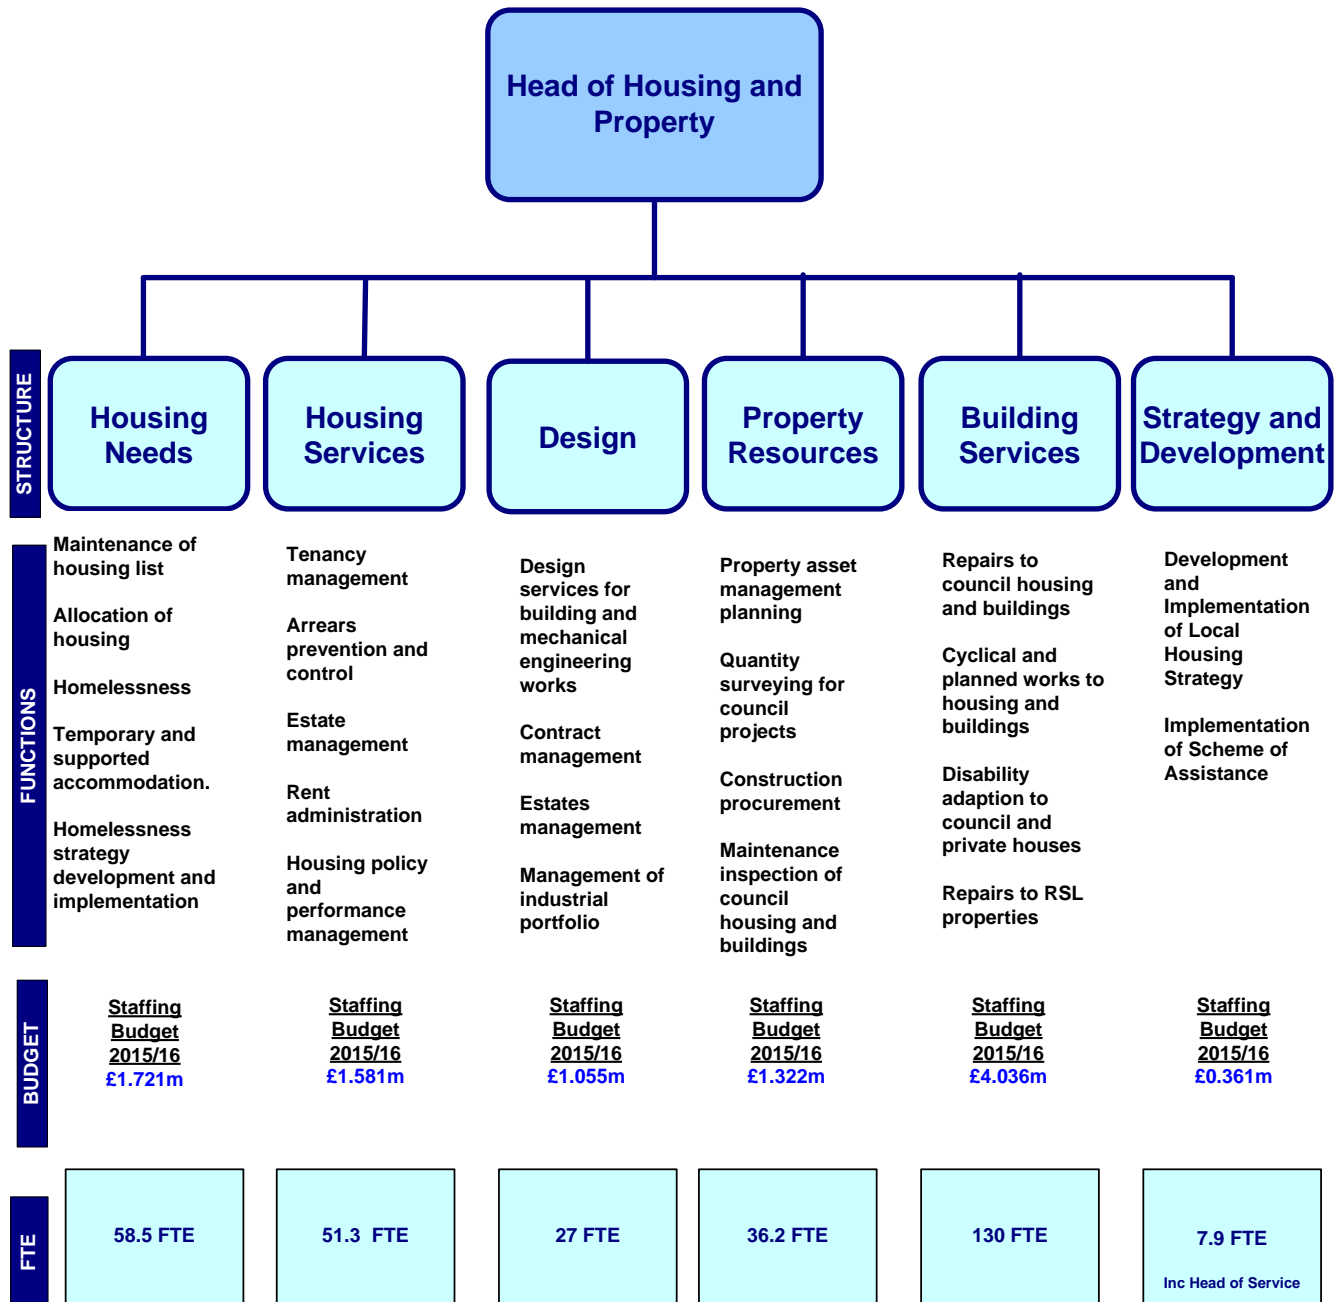 Head of Housing and
Property
STRUCTURE
Housing
Needs
Housing
Services
Design
Property
Resources
Building
Services
Strategy and
Development
FUNCTIONS
Maintenance of
housing list
Allocation of
housing
Homelessness
Temporary and
supported
accommodation.
Homelessness
strategy
development and
implementation
Tenancy
management
Arrears
prevention and
control
Estate
management
Rent
administration
Housing policy
and
performance
management
Design
services for
building and
mechanical
engineering
works
Contract
management
Estates
management
Management of
industrial
portfolio
Property asset
management
planning
Quantity
surveying for
council
projects
Construction
procurement
Maintenance
inspection of
council
housing and
buildings
Repairs to
council housing
and buildings
Cyclical and
planned works to
housing and
buildings
Disability
adaption to
council and
private houses
Repairs to RSL
properties
Development
and
Implementation
of Local
Housing
Strategy
Implementation
of Scheme of
Assistance
BUDGET
Staffing
Budget
2015/16
£1.721m
Staffing
Budget
2015/16
£1.581m
Staffing
Budget
2015/16
£1.055m
Staffing
Budget
2015/16
£1.322m
Staffing
Budget
2015/16
£4.036m
Staffing
Budget
2015/16
£0.361m
FTE
58.5 FTE
51.3 FTE
27 FTE
36.2 FTE
130 FTE
7.9 FTE
Inc Head of Service